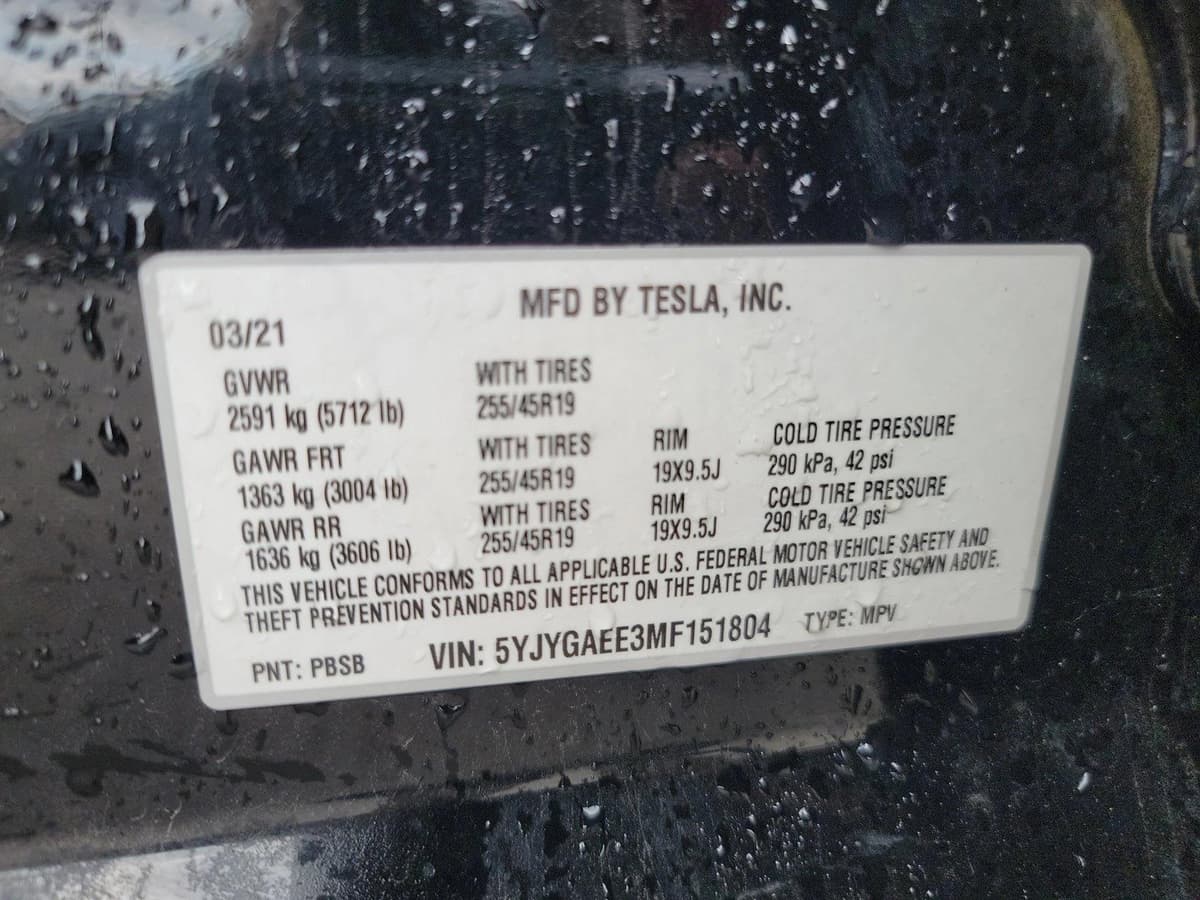 MFD BY TESLA, INC.
03/21
GVWR WITH TIRES
2591 kg (5712 lb) 255/45R19
GAWR FRT WITH TIRES RIM COLD TIRE PRESSURE
1363 kg (3004 lb) 255/45R19 19X9.5J 290 kPa, 42 psi
GAWR RR WITH TIRES RIM COLD TIRE PRESSURE
1636 kg (3606 lb) 255/45R19 19X9.5J 290 kPa, 42 psi
THIS VEHICLE CONFORMS TO ALL APPLICABLE U.S. FEDERAL MOTOR VEHICLE SAFETY AND
THEFT PREVENTION STANDARDS IN EFFECT ON THE DATE OF MANUFACTURE SHOWN ABOVE.
PNT: PBSB VIN: 5YJYGAEE3MF151804 TYPE: MPV